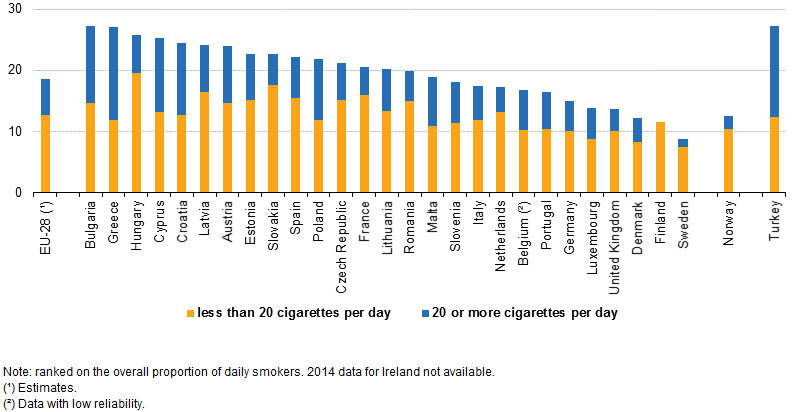 30
20
10
0
EU-28 (¹)
Bulgaria
Greece
Hungary
Cyprus
Croatia
Latvia
Austria
Estonia
Slovakia
Spain
Poland
Czech Republic
France
Lithuania
Romania
Malta
Slovenia
Italy
Netherlands
Belgium (²)
Portugal
Germany
Luxembourg
United Kingdom
Denmark
Finland
Sweden
Norway
Turkey
less than 20 cigarettes per day
20 or more cigarettes per day
Note: ranked on the overall proportion of daily smokers. 2014 data for Ireland not available.
(¹) Estimates.
(²) Data with low reliability.